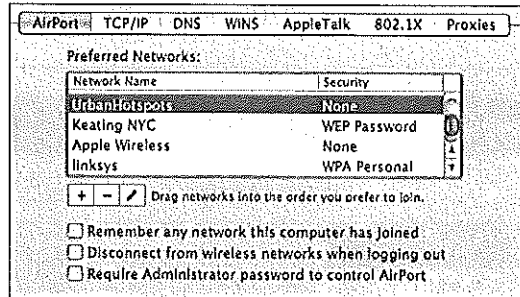 AirPort TCP/IP DNS WINS AppleTalk 802.1X Proxies
Preferred Networks:
Network Name Security
UrbanHotspots None
Keating NYC WEP Password
Apple Wireless None
linksys WPA Personal
+ - Drag networks into the order you prefer to join.
Remember any network this computer has joined
Disconnect from wireless networks when logging out
Require Administrator password to control AirPort